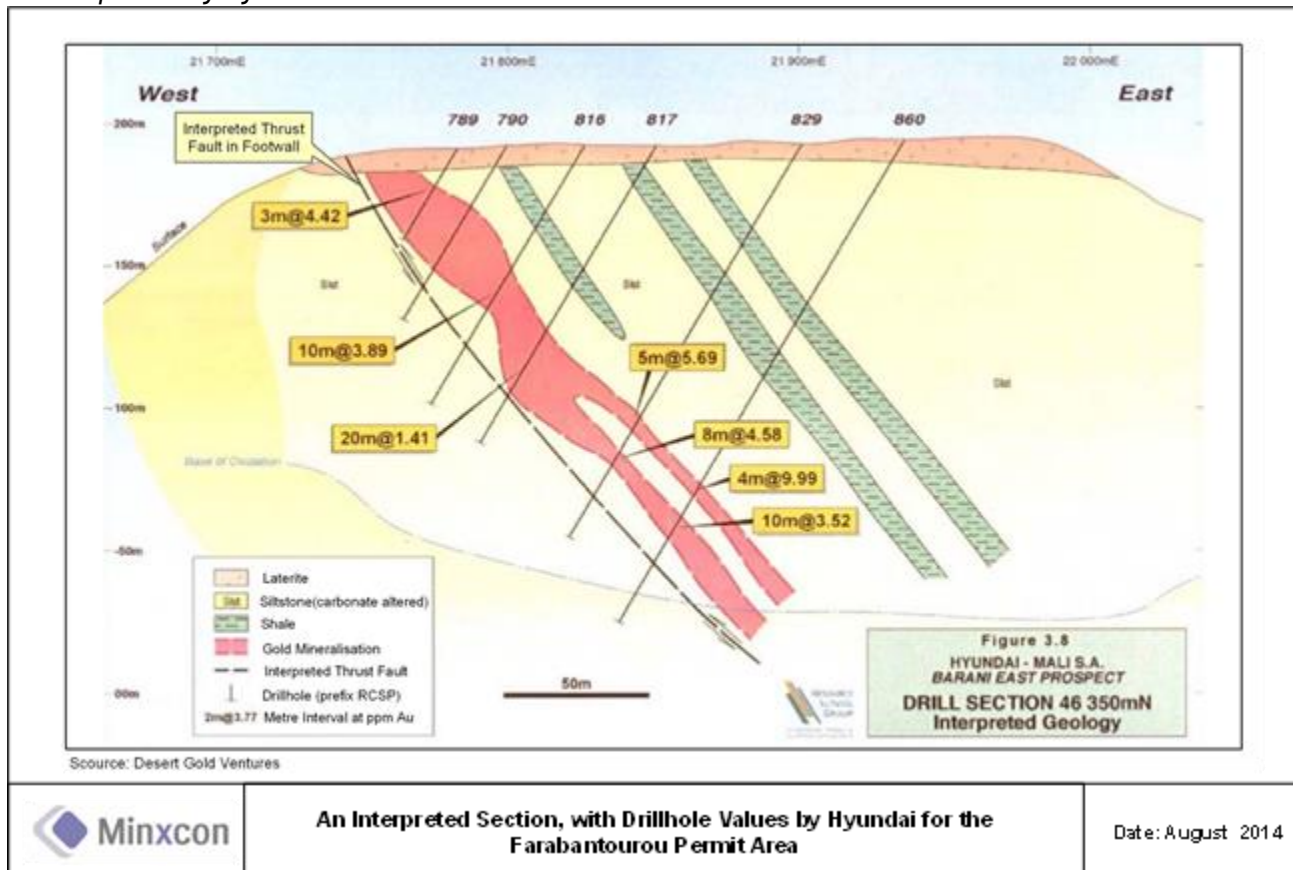 21 700mE
21 800mE
21 900mE
22 000mE
West
East
200m
789
790
816
817
829
860
Interpreted Thrust
Fault in Footwall
3m@4.42
Surface
150m
Slst
Slst
10m@3.89
5m@5.69
100m
Slst
20m@1.41
8m@4.58
Base of Oxidation
4m@9.99
10m@3.52
50m
Laterite
Slst Siltstone(carbonate altered)
Shale
Gold Mineralisation
Interpreted Thrust Fault
Drillhole (prefix RCSP)
2m@3.77 Metre Interval at ppm Au
00m
50m
Figure 3.8
HYUNDAI - MALI S.A.
BARANI EAST PROSPECT
DRILL SECTION 46 350mN
Interpreted Geology
Scource: Desert Gold Ventures
Minxcon
An Interpreted Section, with Drillhole Values by Hyundai for the
Farabantourou Permit Area
Date: August 2014